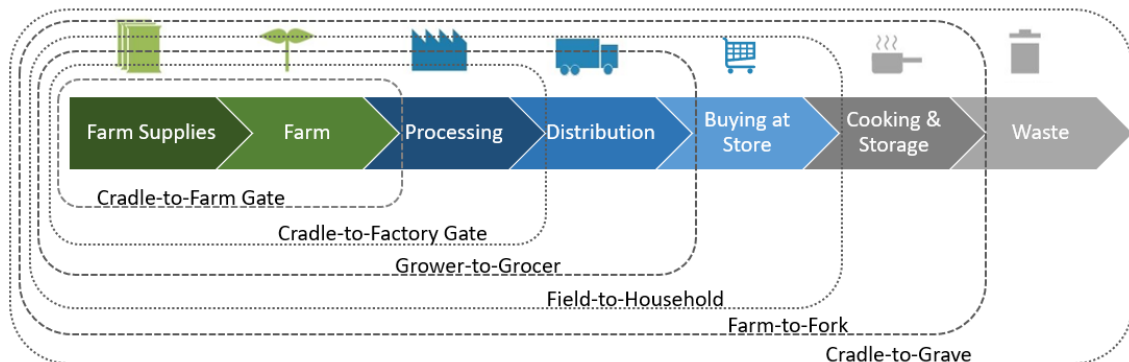 Farm Supplies
Farm
Processing
Distribution
Buying at
Store
Cooking &
Storage
Waste
Cradle-to-Farm Gate
Cradle-to-Factory Gate
Grower-to-Grocer
Field-to-Household
Farm-to-Fork
Cradle-to-Grave